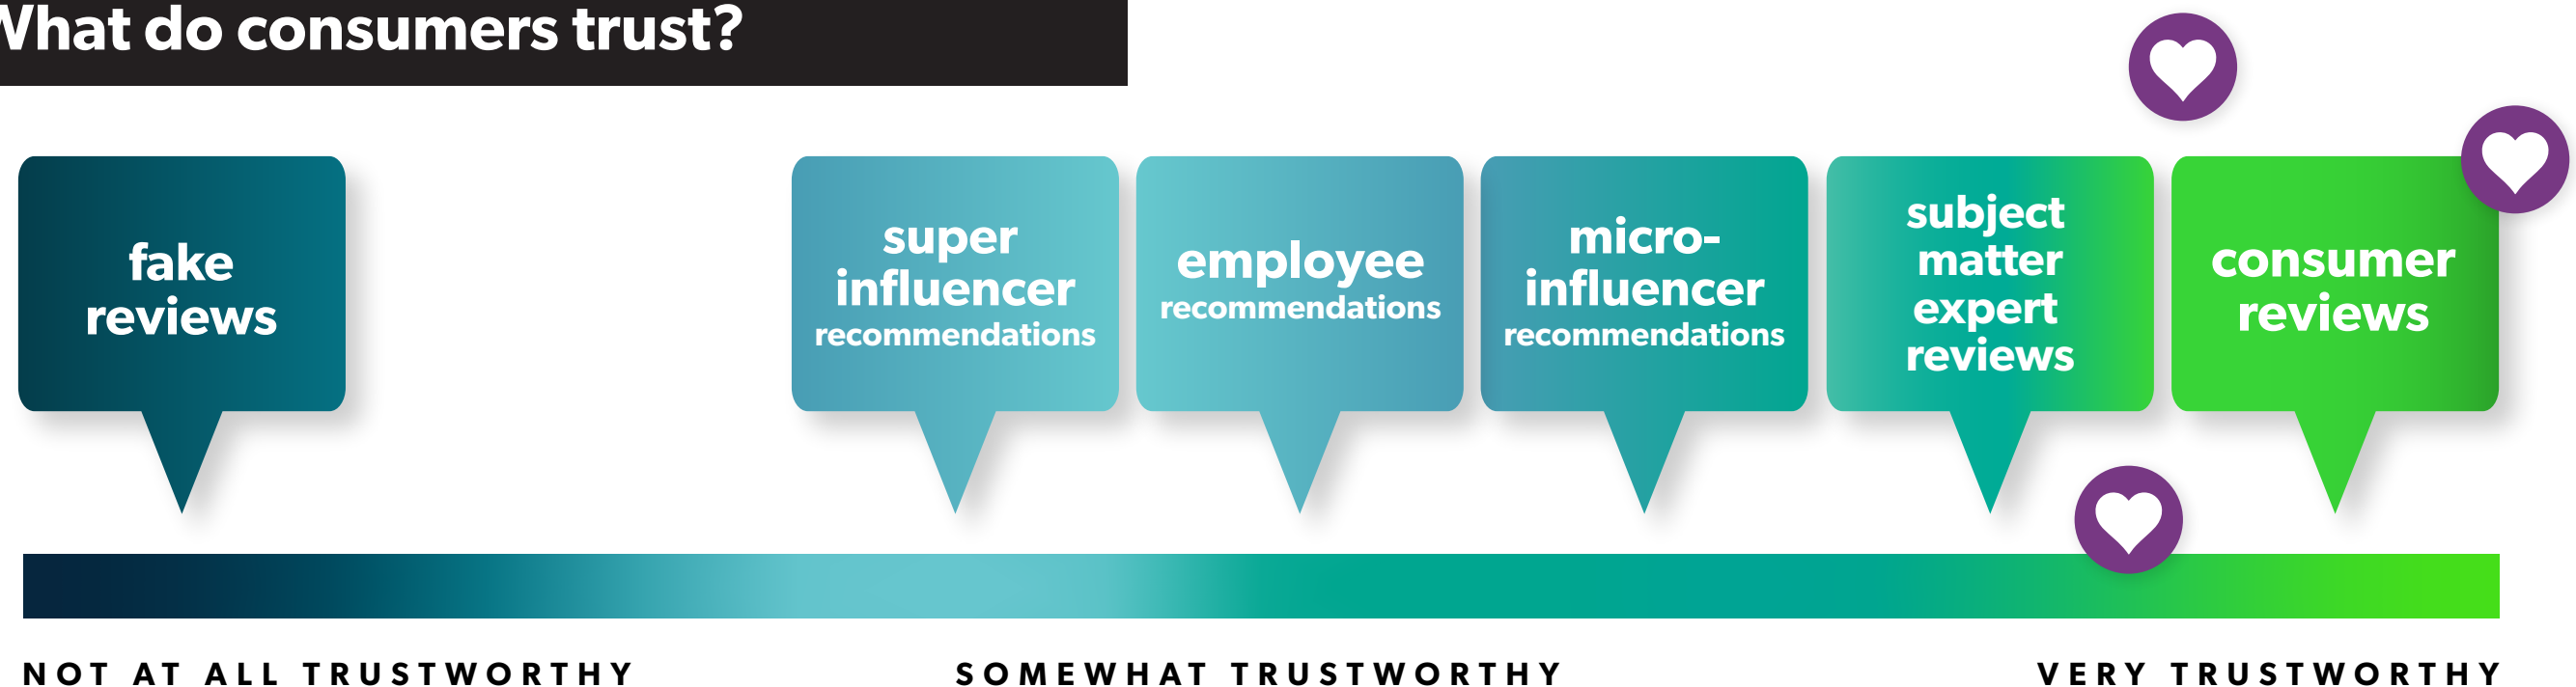 What do consumers trust?
fake
reviews
super
influencer
recommendations
employee
recommendations
micro-
influencer
recommendations
subject
matter
expert
reviews
consumer
reviews
NOT AT ALL TRUSTWORTHY
SOMEWHAT TRUSTWORTHY
VERY TRUSTWORTHY